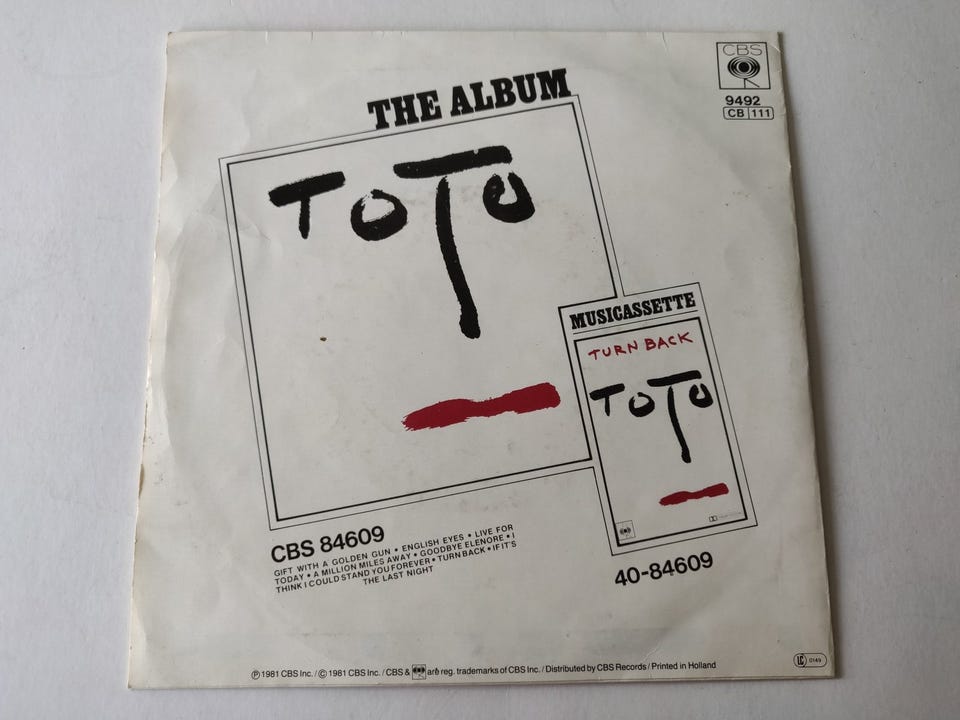 CBS
9492
CB 111
THE ALBUM
TOTO
MUSICASSETTE
TURN BACK
TOTO
CBS 84609
GIFT WITH A GOLDEN GUN • ENGLISH EYES • LIVE FOR
TODAY • A MILLION MILES AWAY • GOODBYE ELENORE • I
THINK I COULD STAND YOU FOREVER • TURN BACK • IF IT'S
THE LAST NIGHT
40-84609
Ⓟ 1981 CBS Inc. / © 1981 CBS Inc. / CBS & are reg. trademarks of CBS Inc. / Distributed by CBS Records / Printed in Holland
LC 0149